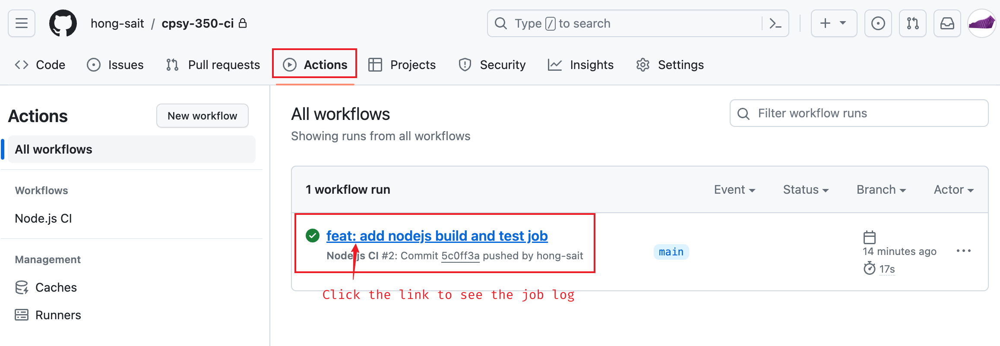 hong-sait / cpsy-350-ci
Type / to search
Code Issues Pull requests Actions Projects Security Insights Settings
Actions
New workflow
All workflows
Workflows
Node.js CI
Management
Caches
Runners
All workflows
Showing runs from all workflows
Filter workflow runs
1 workflow run
Event Status Branch Actor
feat: add nodejs build and test job
Node.js CI #2: Commit 5c0ff3a pushed by hong-sait
main
14 minutes ago
17s
Click the link to see the job log